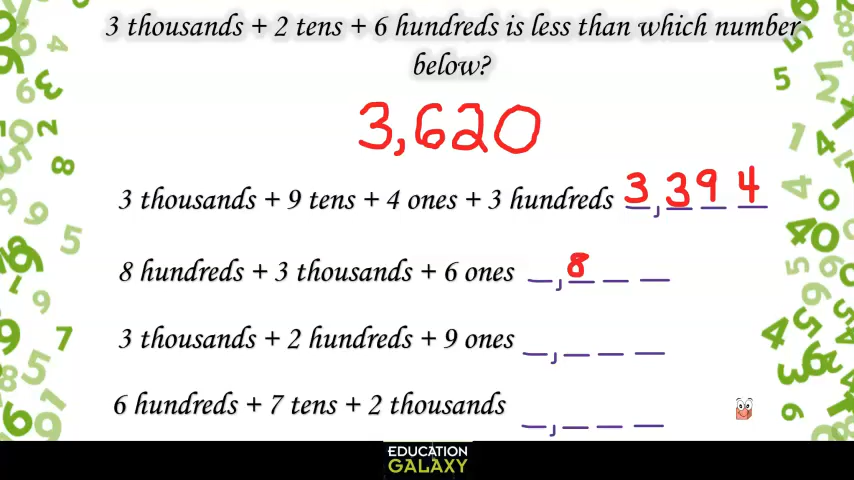 3 thousands + 2 tens + 6 hundreds is less than which number
below?
3,620
3 thousands + 9 tens + 4 ones + 3 hundreds 3,394
8 hundreds + 3 thousands + 6 ones _,8 _ _
3 thousands + 2 hundreds + 9 ones _,_ _ _
6 hundreds + 7 tens + 2 thousands _,_ _ _
EDUCATION
GALAXY